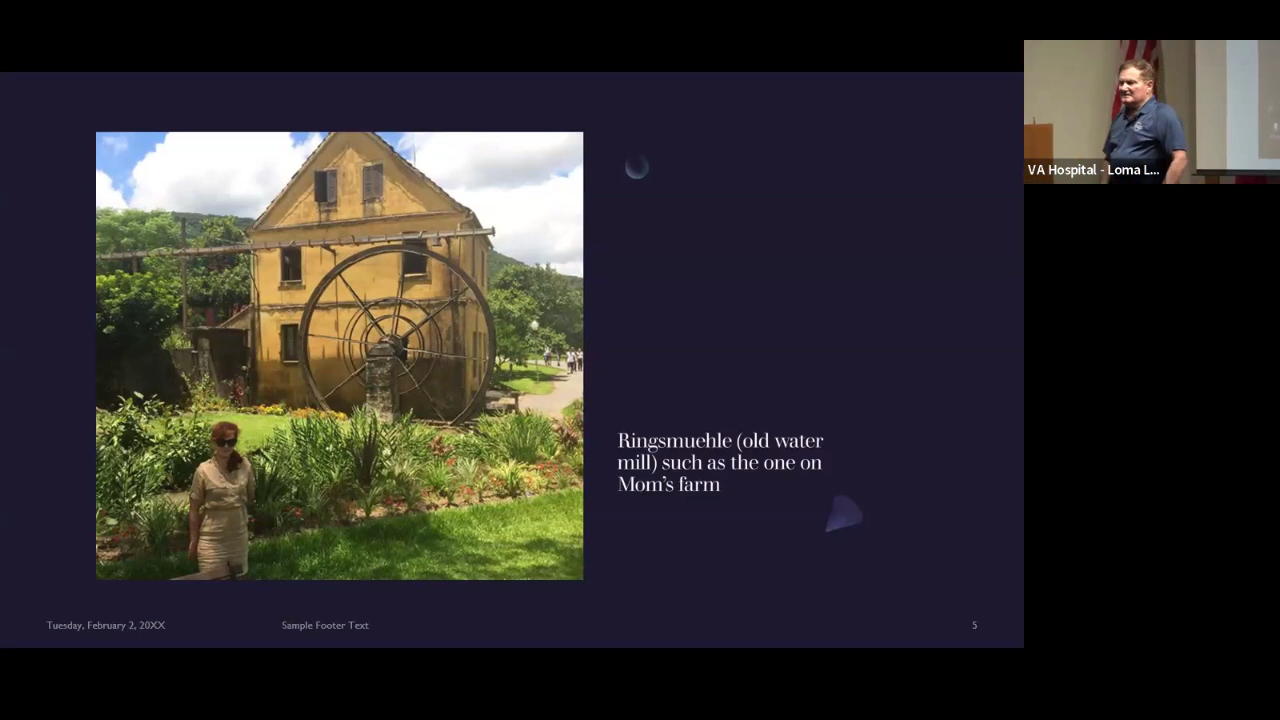 VA Hospital - Loma L...
Ringsmuehle (old water
mill) such as the one on
Mom's farm
Tuesday, February 2, 20XX
Sample Footer Text
5